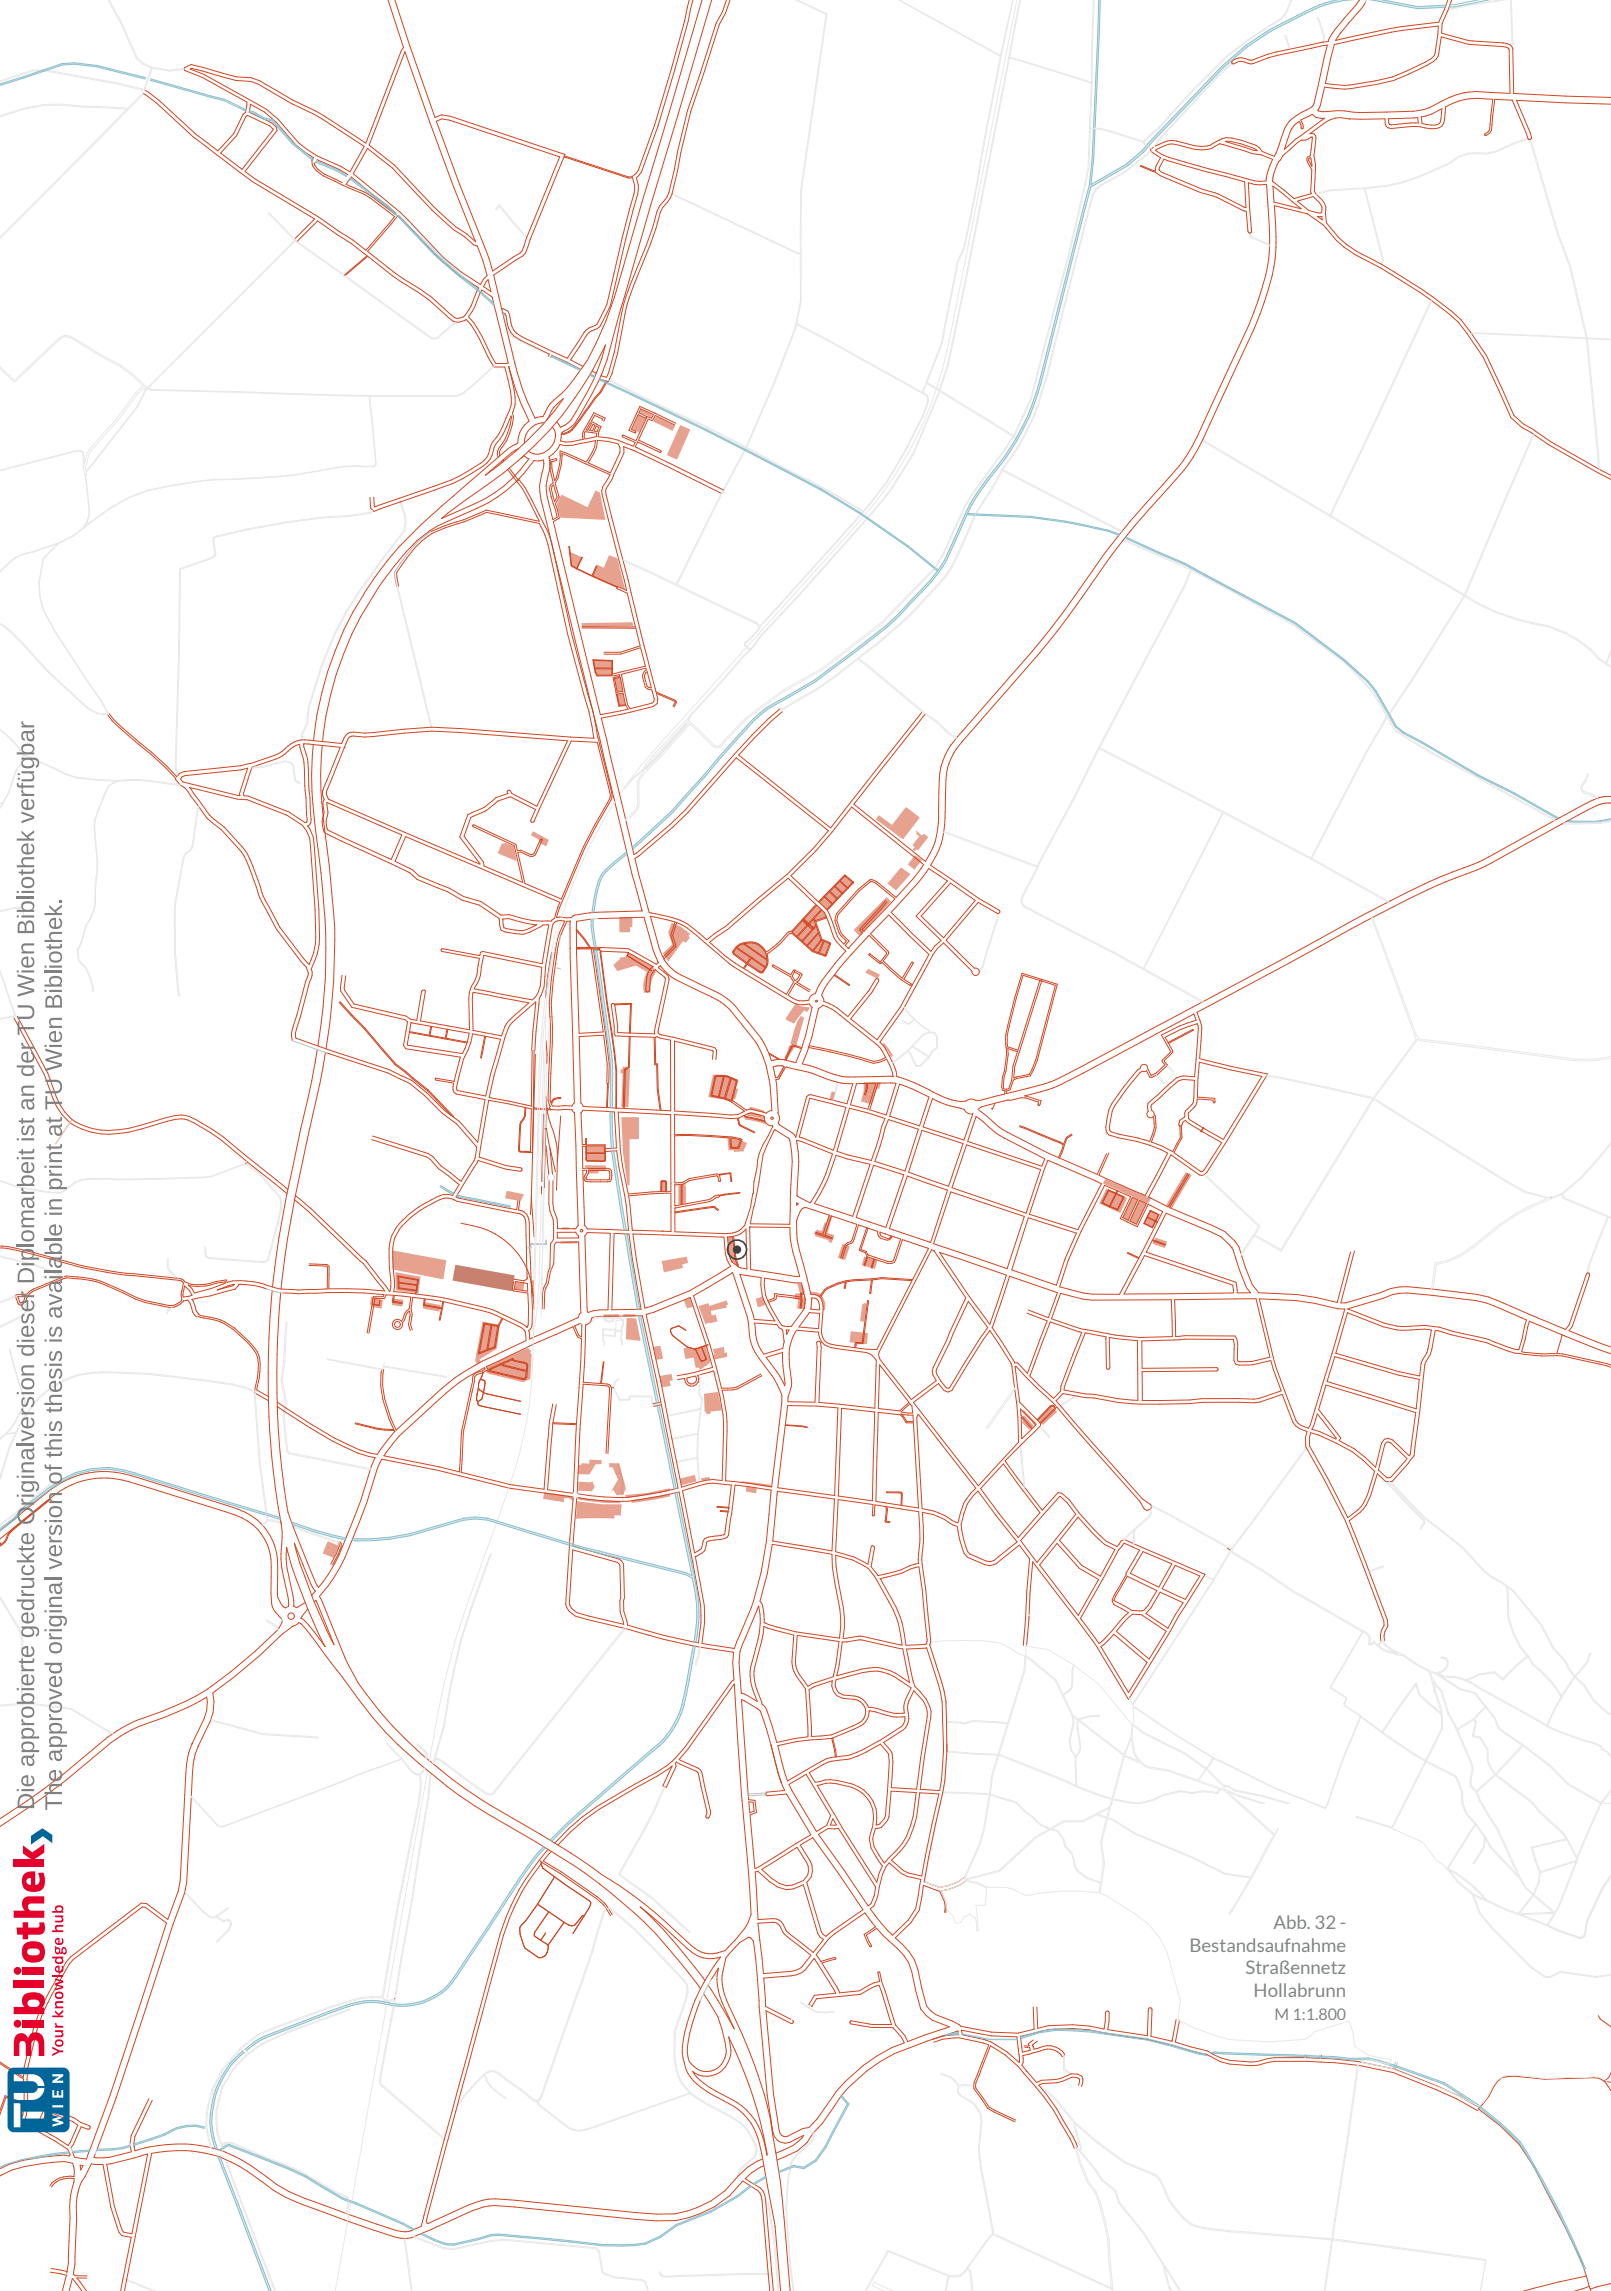 Die approbierte gedruckte Originalversion dieser Diplomarbeit ist an der TU Wien Bibliothek verfügbar
The approved original version of this thesis is available in print at TU Wien Bibliothek.
Bibliothek
Your knowledge hub
TU
WIEN
Abb. 32 -
Bestandsaufnahme
Straßennetz
Hollabrunn
M 1:1.800